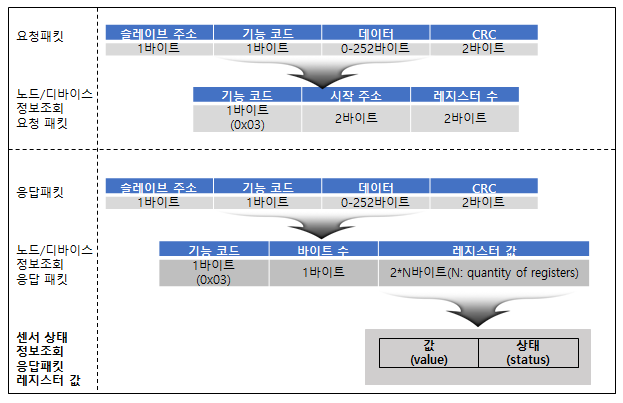 요청패킷
슬레이브 주소 기능 코드 데이터 CRC
1바이트 1바이트 0-252바이트 2바이트
노드/디바이스
정보조회
요청 패킷
기능 코드 시작 주소 레지스터 수
1바이트
(0x03)
2바이트 2바이트
응답패킷
슬레이브 주소 기능 코드 데이터 CRC
1바이트 1바이트 0-252바이트 2바이트
노드/디바이스
정보조회
응답 패킷
기능 코드 바이트 수 레지스터 값
1바이트
(0x03)
1바이트 2*N바이트(N: quantity of registers)
센서 상태
정보조회
응답패킷
레지스터 값
값
(value)
상태
(status)